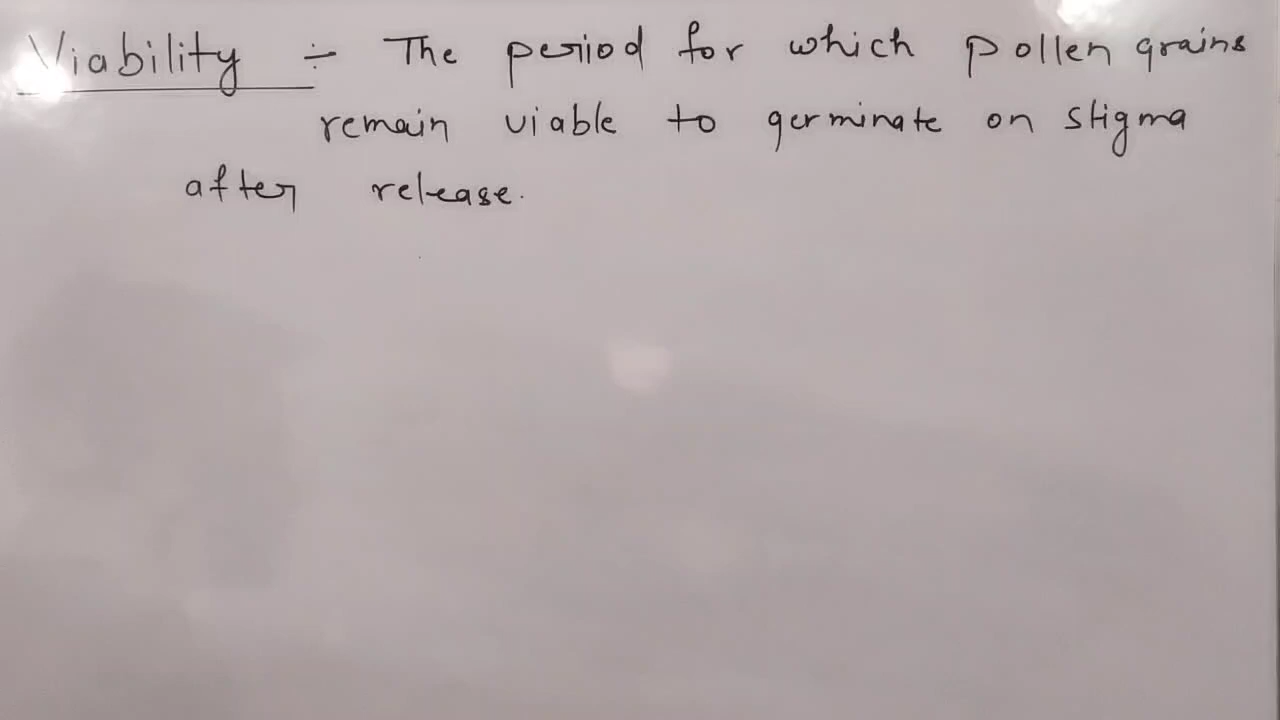 Viability :- The period for which pollen grains
remain viable to germinate on stigma
after release.